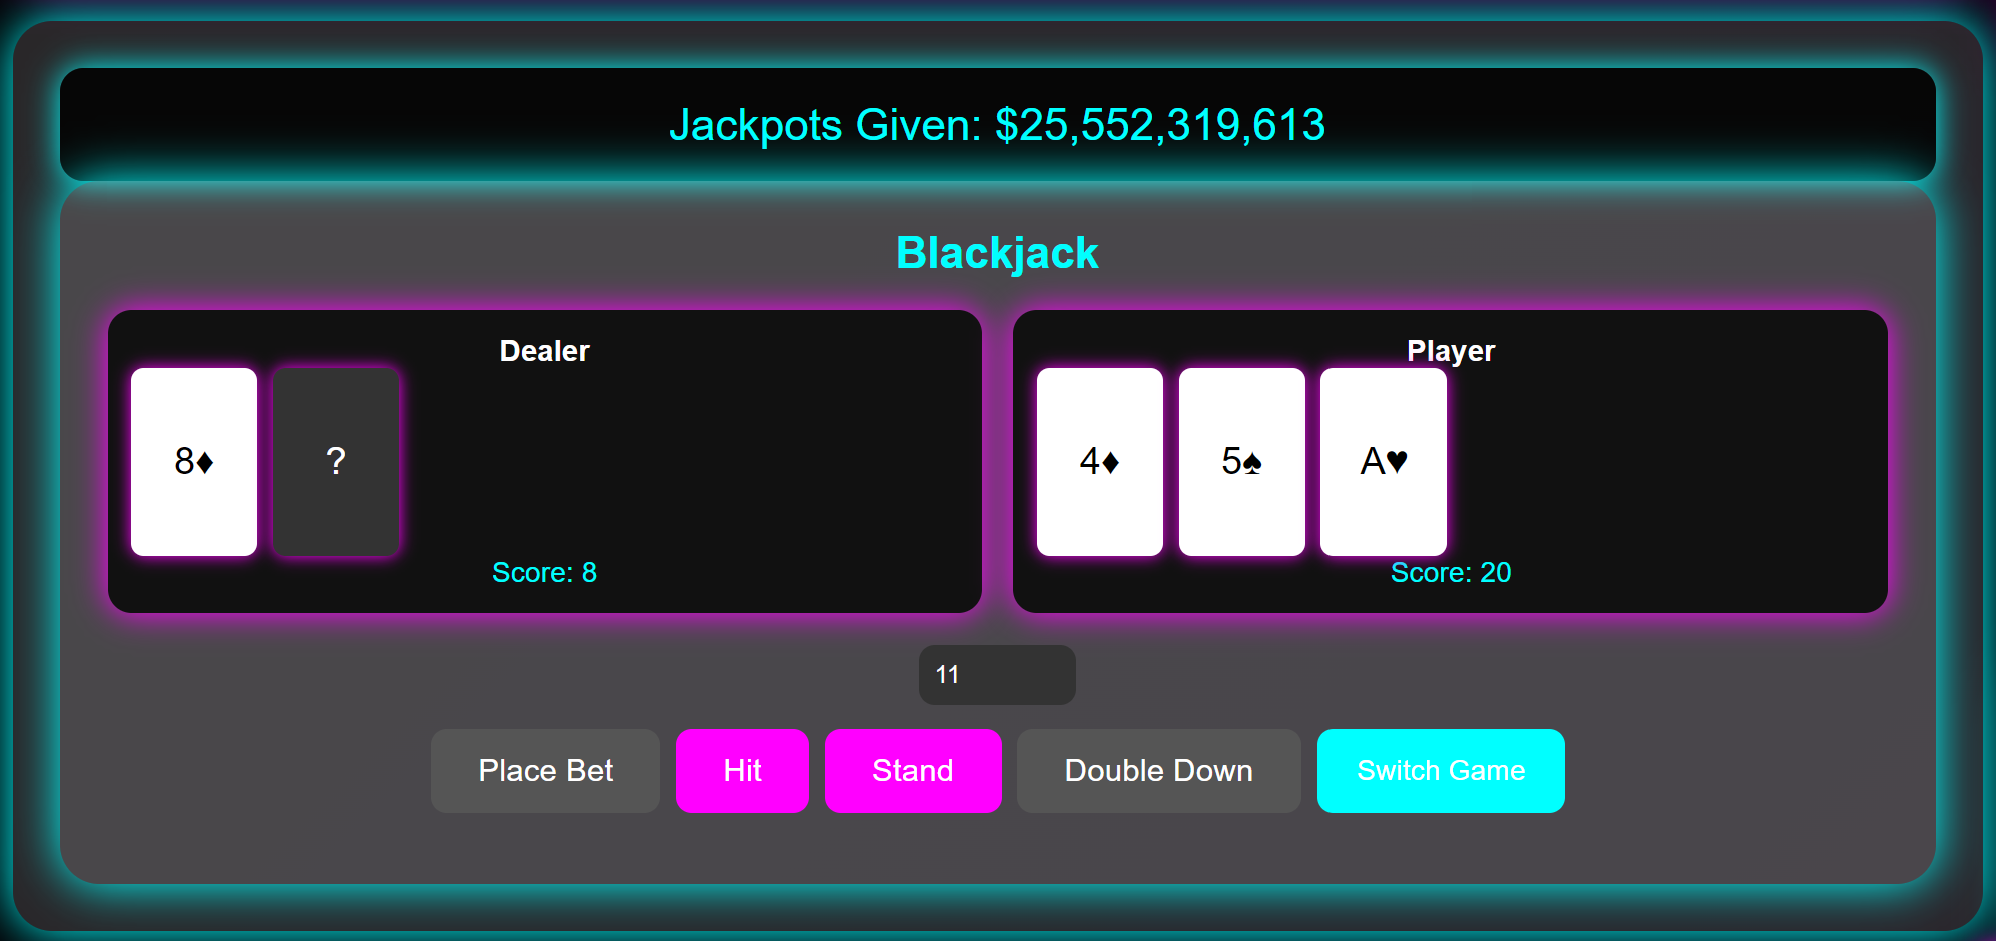 Jackpots Given: $25,552,319,613
Blackjack
Dealer
8♦ ?
Score: 8
Player
4♦ 5♠ A♥
Score: 20
11
Place Bet Hit Stand Double Down Switch Game